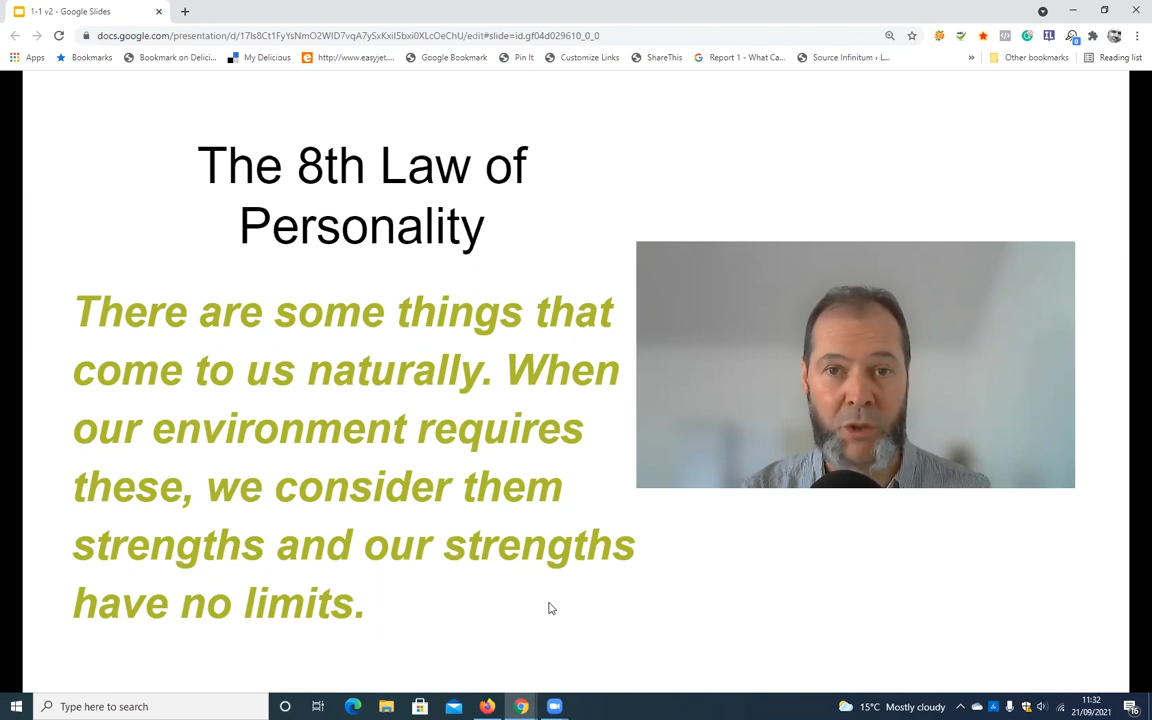 1-1 v2 - Google Slides
docs.google.com/presentation/d/17Is8Ct1FyYsNmO2WID7vqA7ySxKxiI5bxi0XLcOeChU/edit#slide=id.gf04d029610_0_0
Apps Bookmarks Bookmark on Delici... My Delicious http://www.easyjet.... Google Bookmark Pin It Customize Links ShareThis Report 1 - What Ca... Source Infinitum › L... » Other bookmarks Reading list
The 8th Law of
Personality
There are some things that
come to us naturally. When
our environment requires
these, we consider them
strengths and our strengths
have no limits.
Type here to search
15°C Mostly cloudy
11:32
21/09/2021
16